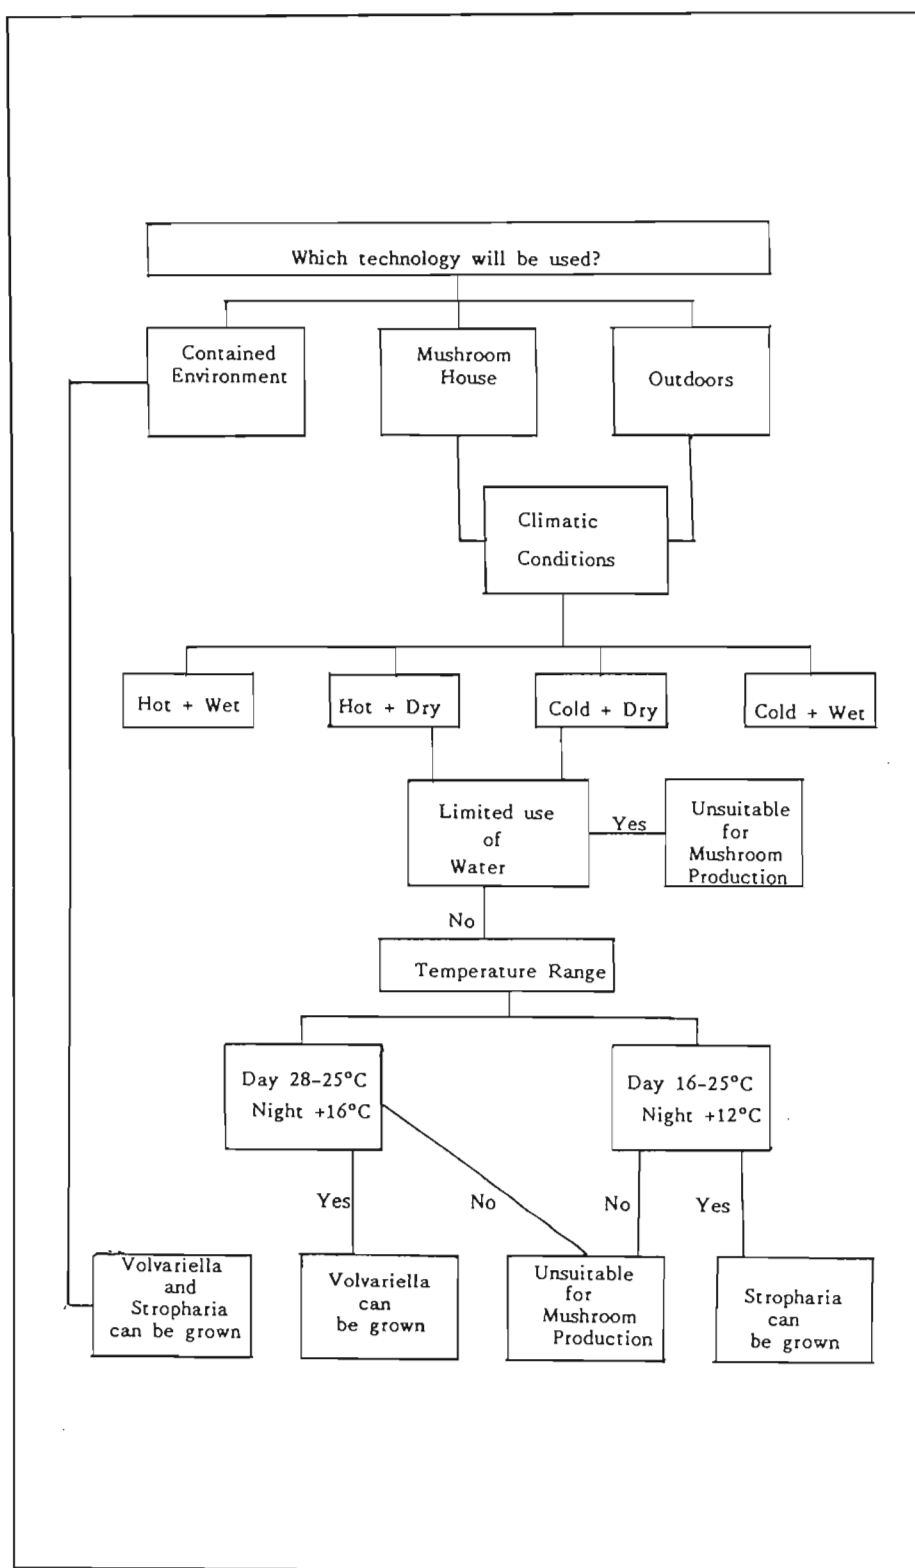 Which technology will be used?
Contained
Environment
Mushroom
House
Outdoors
Climatic
Conditions
Hot + Wet
Hot + Dry
Cold + Dry
Cold + Wet
Limited use
of
Water
Yes
Unsuitable
for
Mushroom
Production
No
Temperature Range
Day 28-25°C
Night +16°C
Day 16-25°C
Night +12°C
Yes
No
No
Yes
Volvariella
and
Stropharia
can be grown
Volvariella
can
be grown
Unsuitable
for
Mushroom
Production
Stropharia
can
be grown